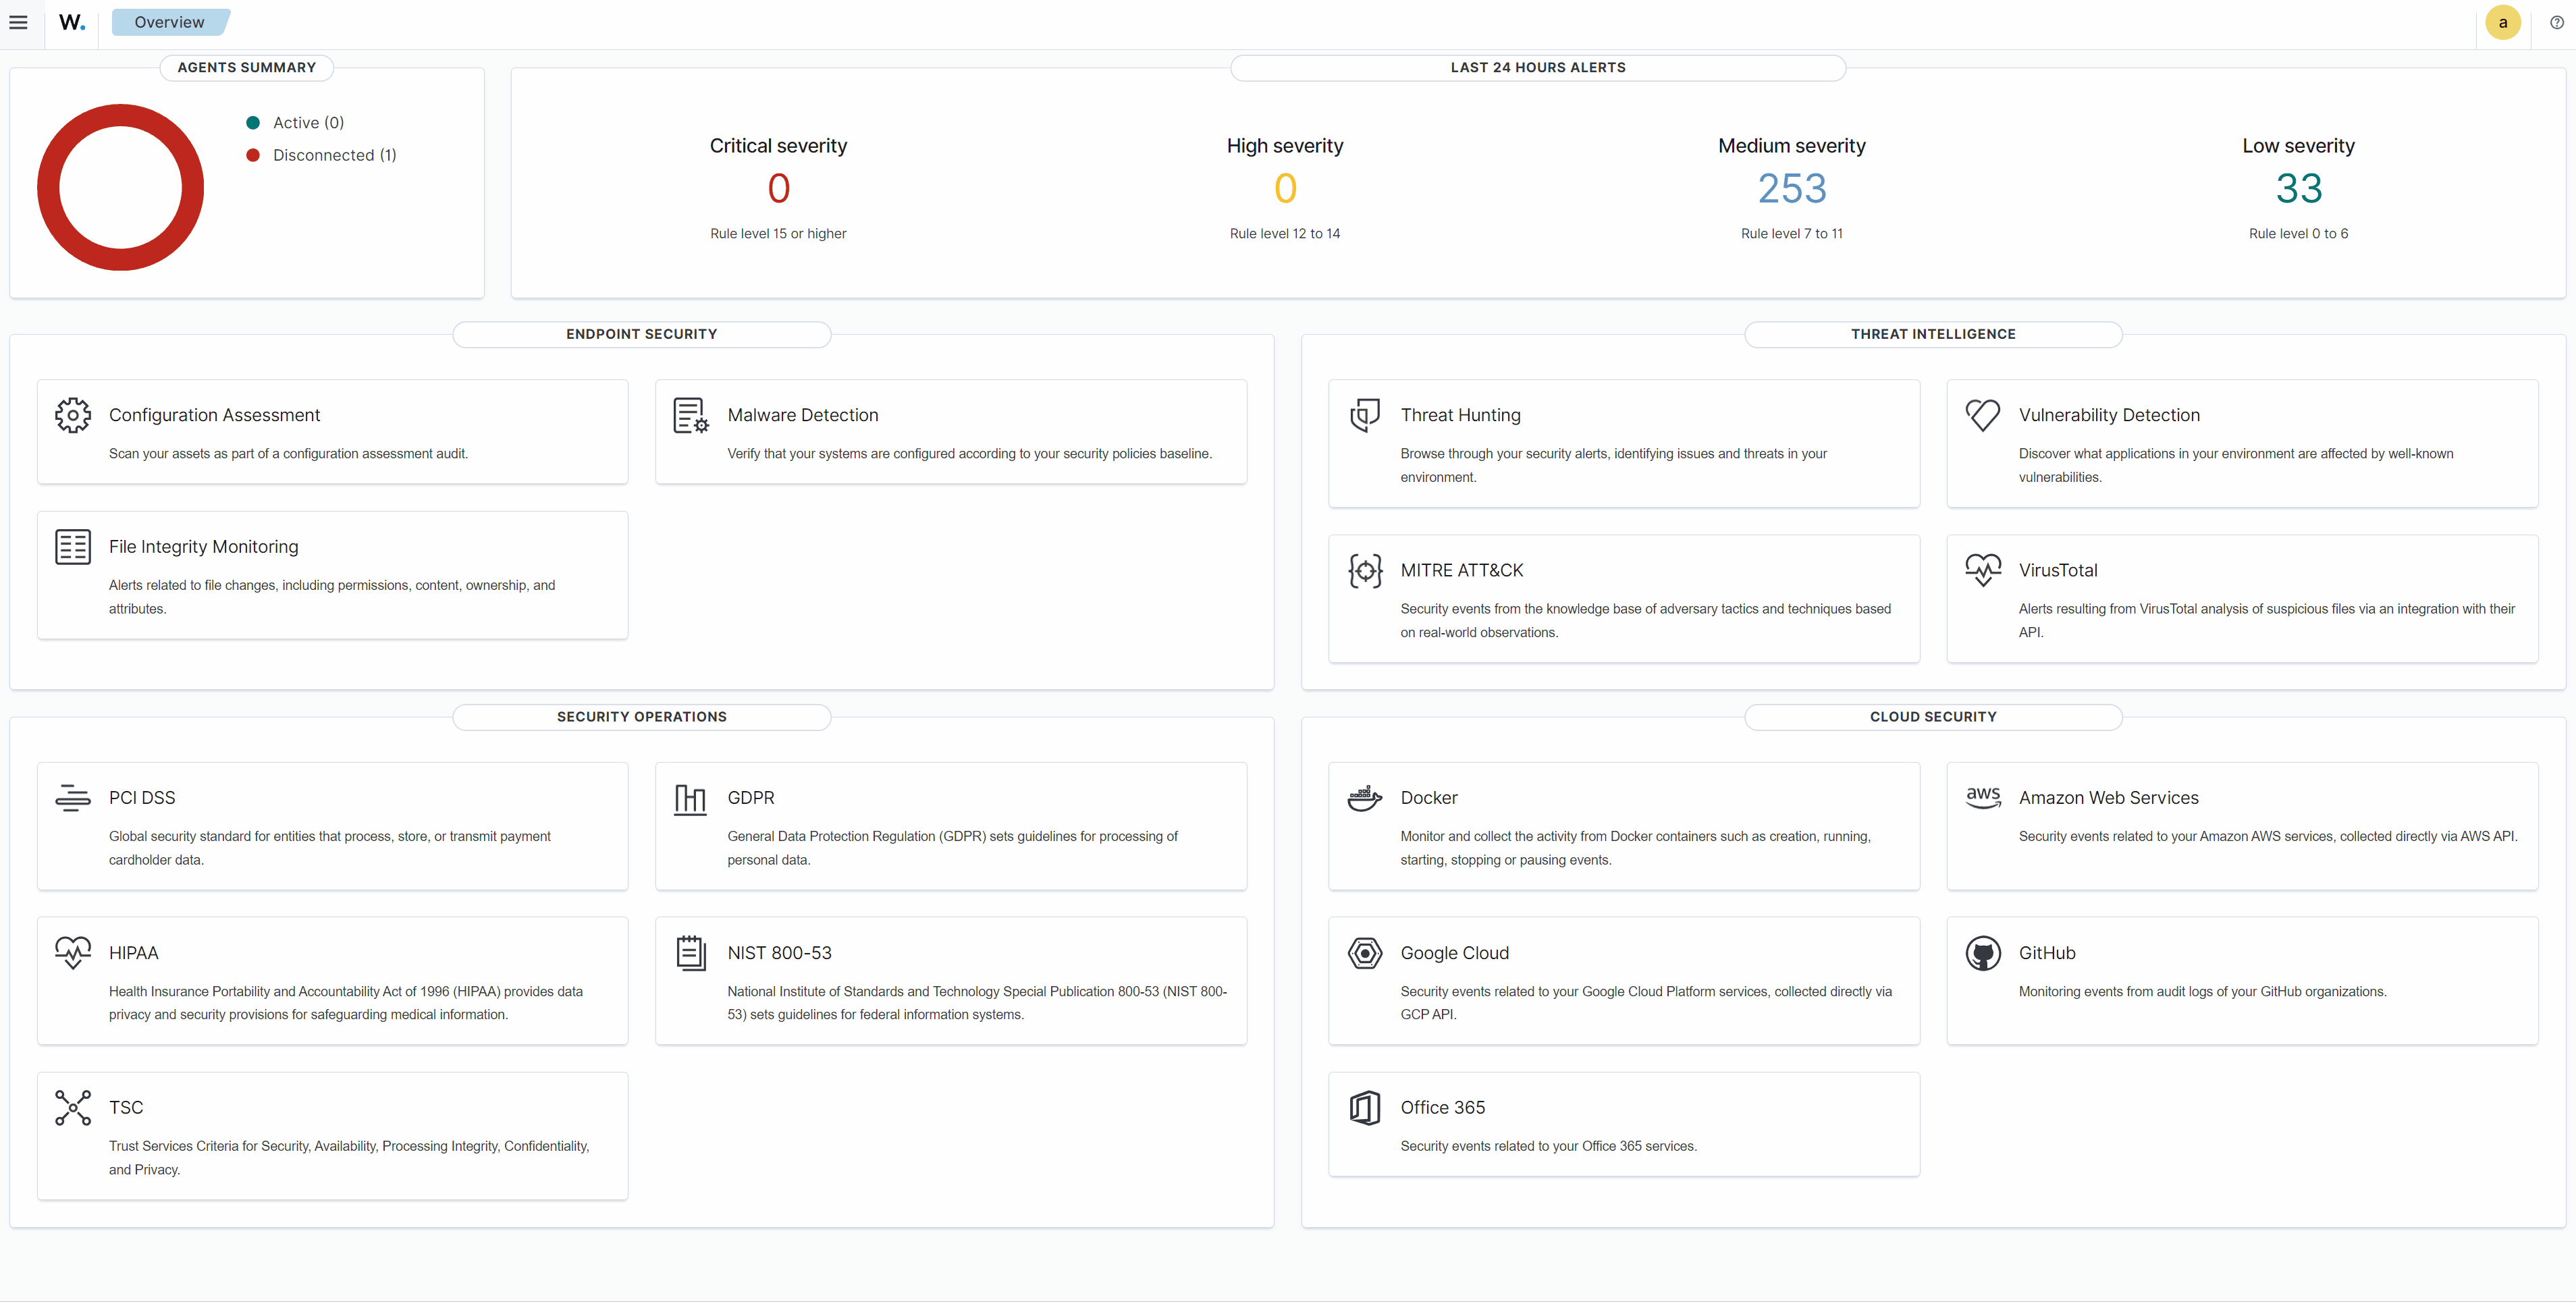 W. Overview a
AGENTS SUMMARY
Active (0)
Disconnected (1)
LAST 24 HOURS ALERTS
Critical severity
0
Rule level 15 or higher
High severity
0
Rule level 12 to 14
Medium severity
253
Rule level 7 to 11
Low severity
33
Rule level 0 to 6
ENDPOINT SECURITY
Configuration Assessment
Scan your assets as part of a configuration assessment audit.
Malware Detection
Verify that your systems are configured according to your security policies baseline.
File Integrity Monitoring
Alerts related to file changes, including permissions, content, ownership, and
attributes.
THREAT INTELLIGENCE
Threat Hunting
Browse through your security alerts, identifying issues and threats in your
environment.
Vulnerability Detection
Discover what applications in your environment are affected by well-known
vulnerabilities.
MITRE ATT&CK
Security events from the knowledge base of adversary tactics and techniques based
on real-world observations.
VirusTotal
Alerts resulting from VirusTotal analysis of suspicious files via an integration with their
API.
SECURITY OPERATIONS
PCI DSS
Global security standard for entities that process, store, or transmit payment
cardholder data.
GDPR
General Data Protection Regulation (GDPR) sets guidelines for processing of
personal data.
HIPAA
Health Insurance Portability and Accountability Act of 1996 (HIPAA) provides data
privacy and security provisions for safeguarding medical information.
NIST 800-53
National Institute of Standards and Technology Special Publication 800-53 (NIST 800-
53) sets guidelines for federal information systems.
TSC
Trust Services Criteria for Security, Availability, Processing Integrity, Confidentiality,
and Privacy.
CLOUD SECURITY
Docker
Monitor and collect the activity from Docker containers such as creation, running,
starting, stopping or pausing events.
aws
Amazon Web Services
Security events related to your Amazon AWS services, collected directly via AWS API.
Google Cloud
Security events related to your Google Cloud Platform services, collected directly via
GCP API.
GitHub
Monitoring events from audit logs of your GitHub organizations.
Office 365
Security events related to your Office 365 services.